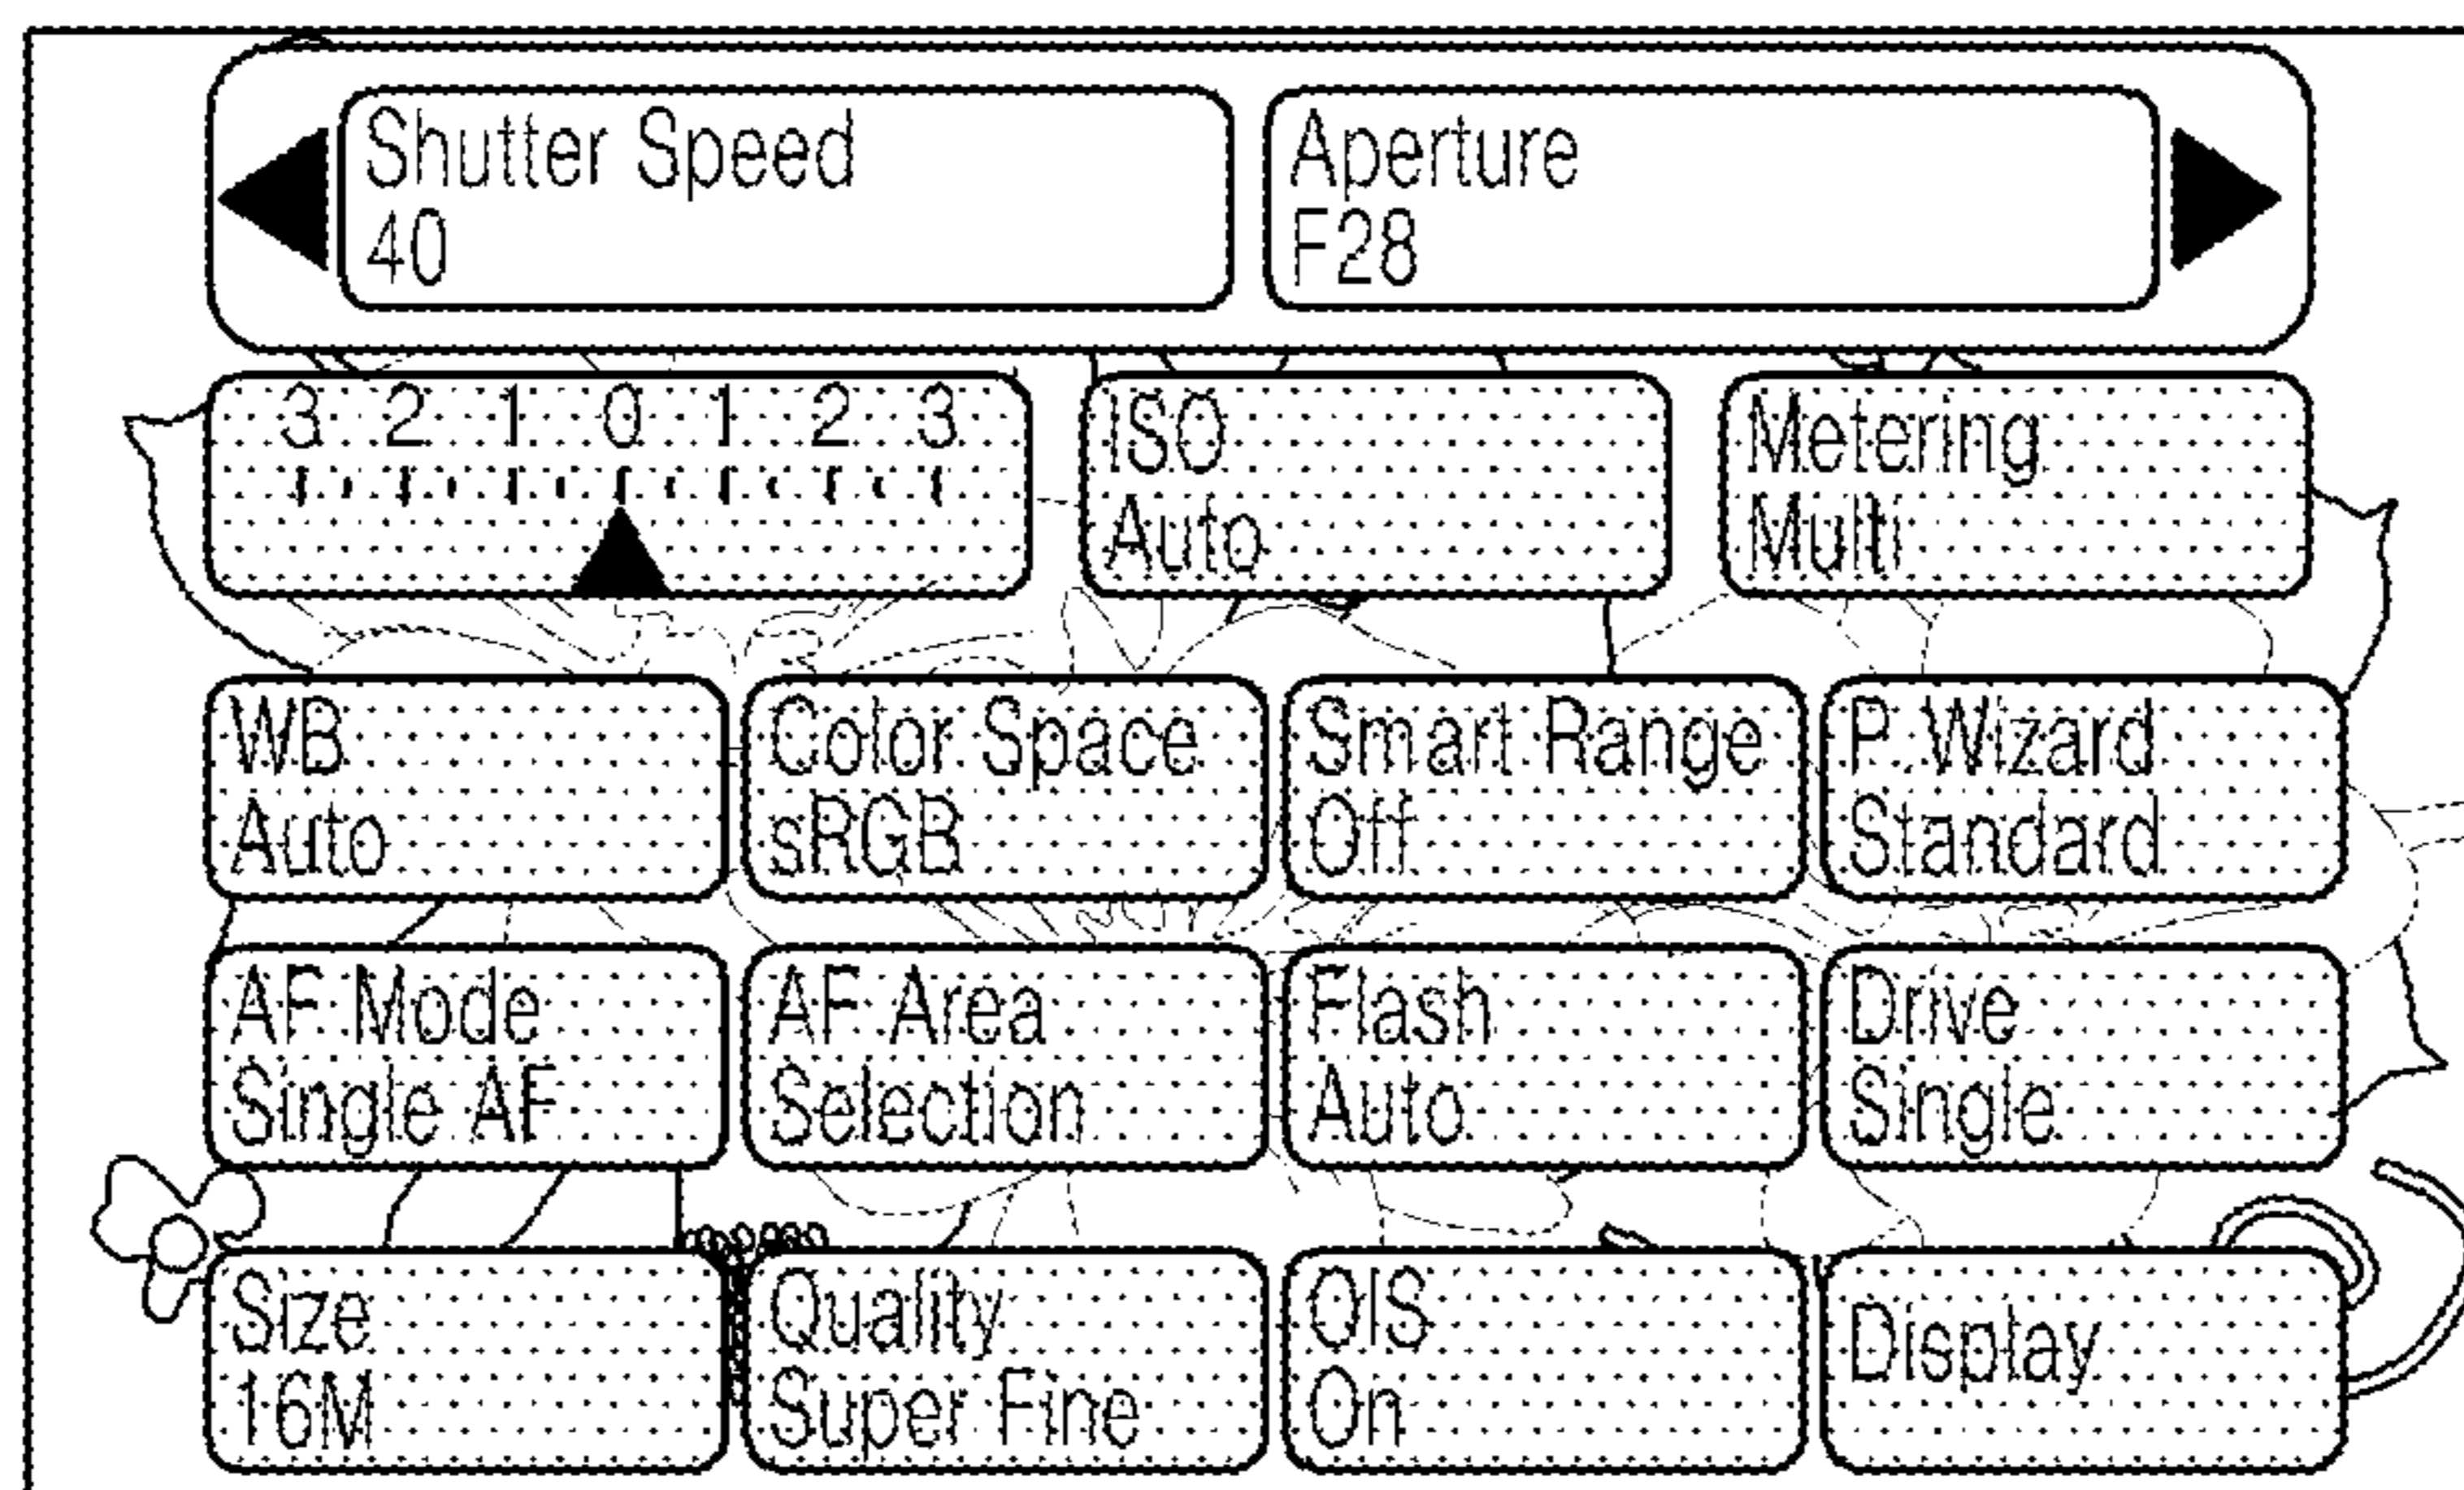 Shutter Speed
40
Aperture
F28
3 2 1 0 1 2 3
ISO
Auto
Metering
Multi
WB
Auto
Color Space
sRGB
Smart Range
Off
P.Wizard
Standard
AF Mode
Single AF
AF Area
Selection
Flash
Auto
Drive
Single
Size
16M
Quality
Super Fine
OIS
On
Display